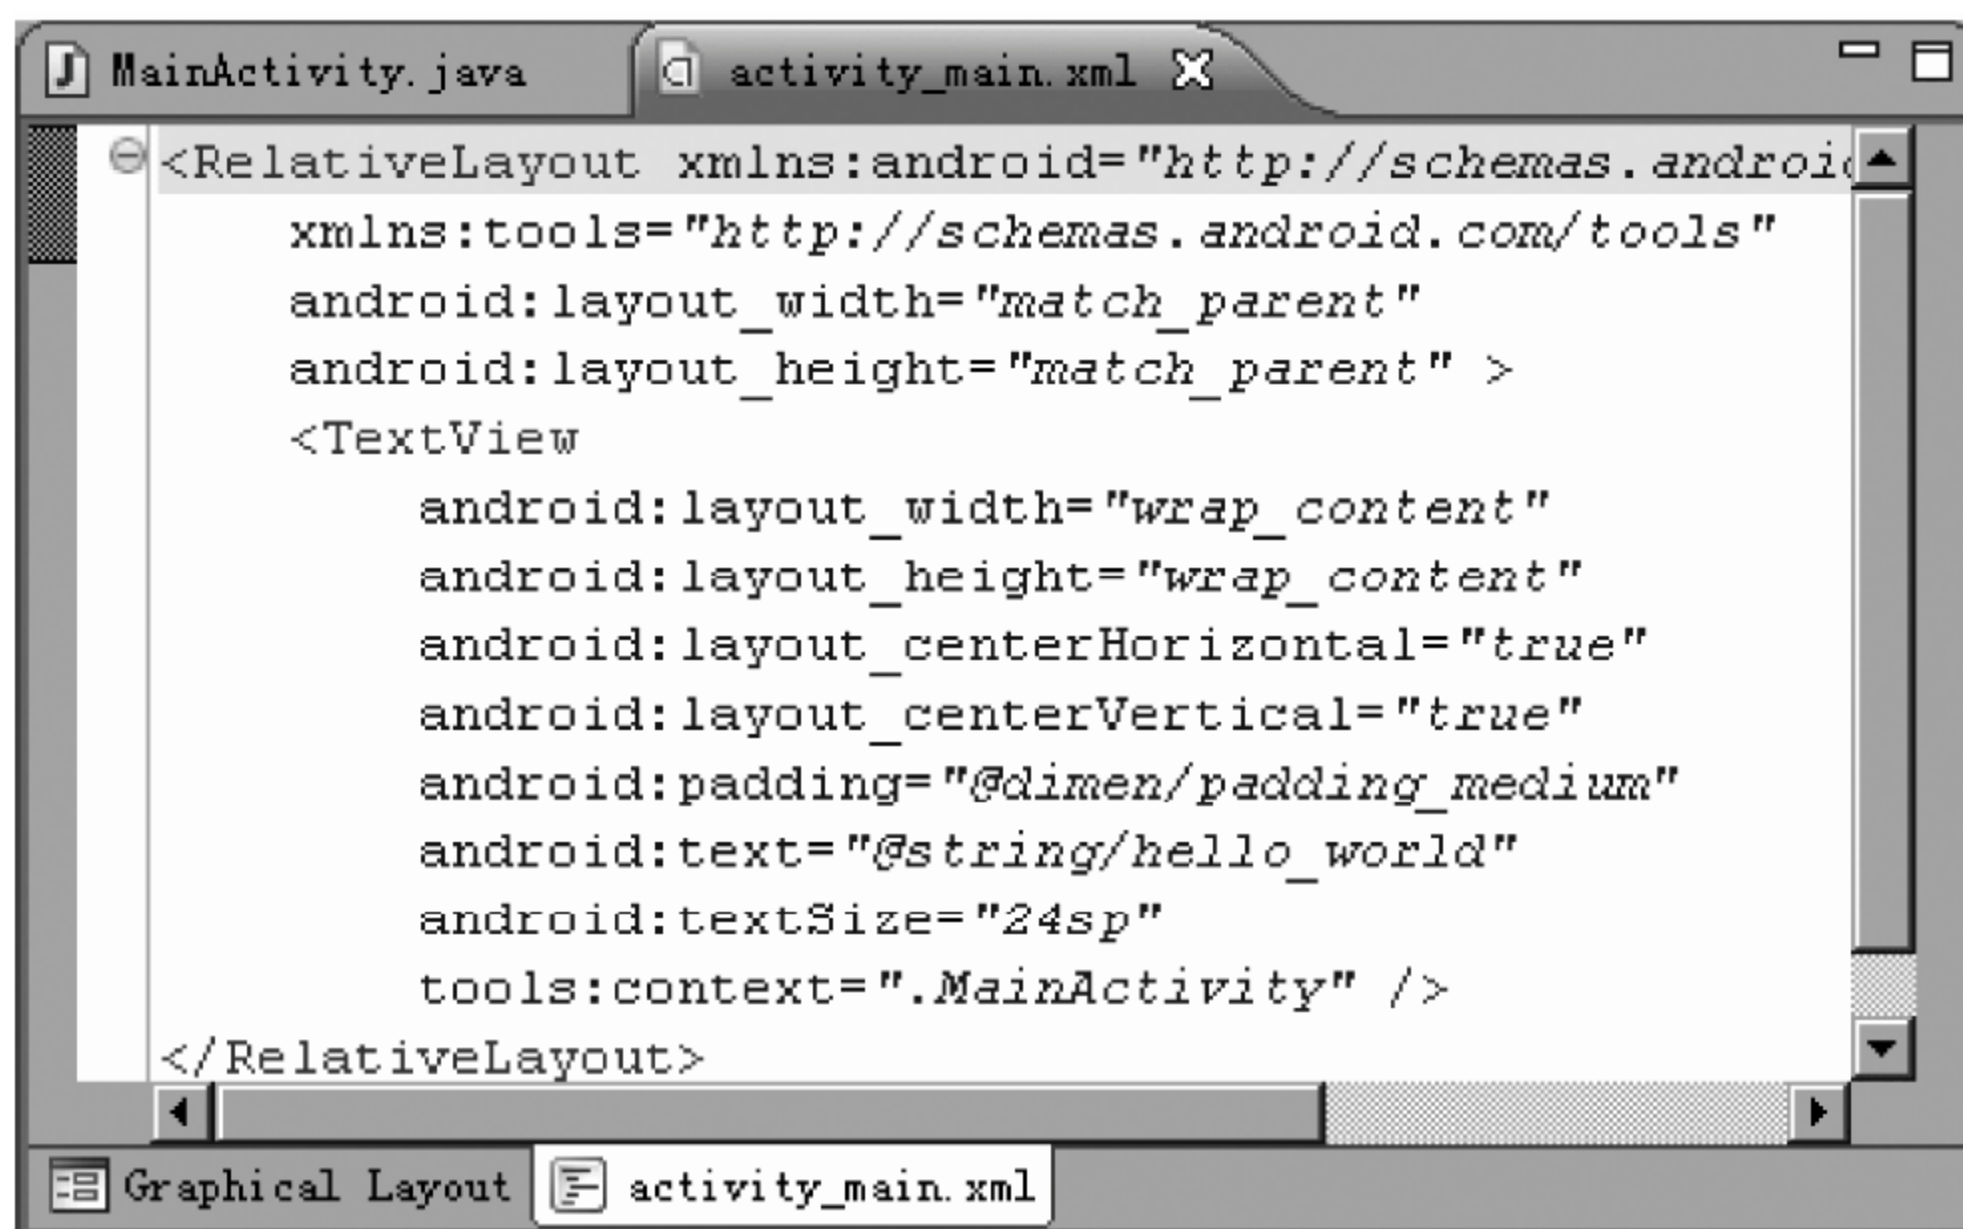 MainActivity.java activity_main.xml
<RelativeLayout xmlns:android="http://schemas.android
    xmlns:tools="http://schemas.android.com/tools"
    android:layout_width="match_parent"
    android:layout_height="match_parent" >
    <TextView
        android:layout_width="wrap_content"
        android:layout_height="wrap_content"
        android:layout_centerHorizontal="true"
        android:layout_centerVertical="true"
        android:padding="@dimen/padding_medium"
        android:text="@string/hello_world"
        android:textSize="24sp"
        tools:context=".MainActivity" />
</RelativeLayout>
Graphical Layout activity_main.xml